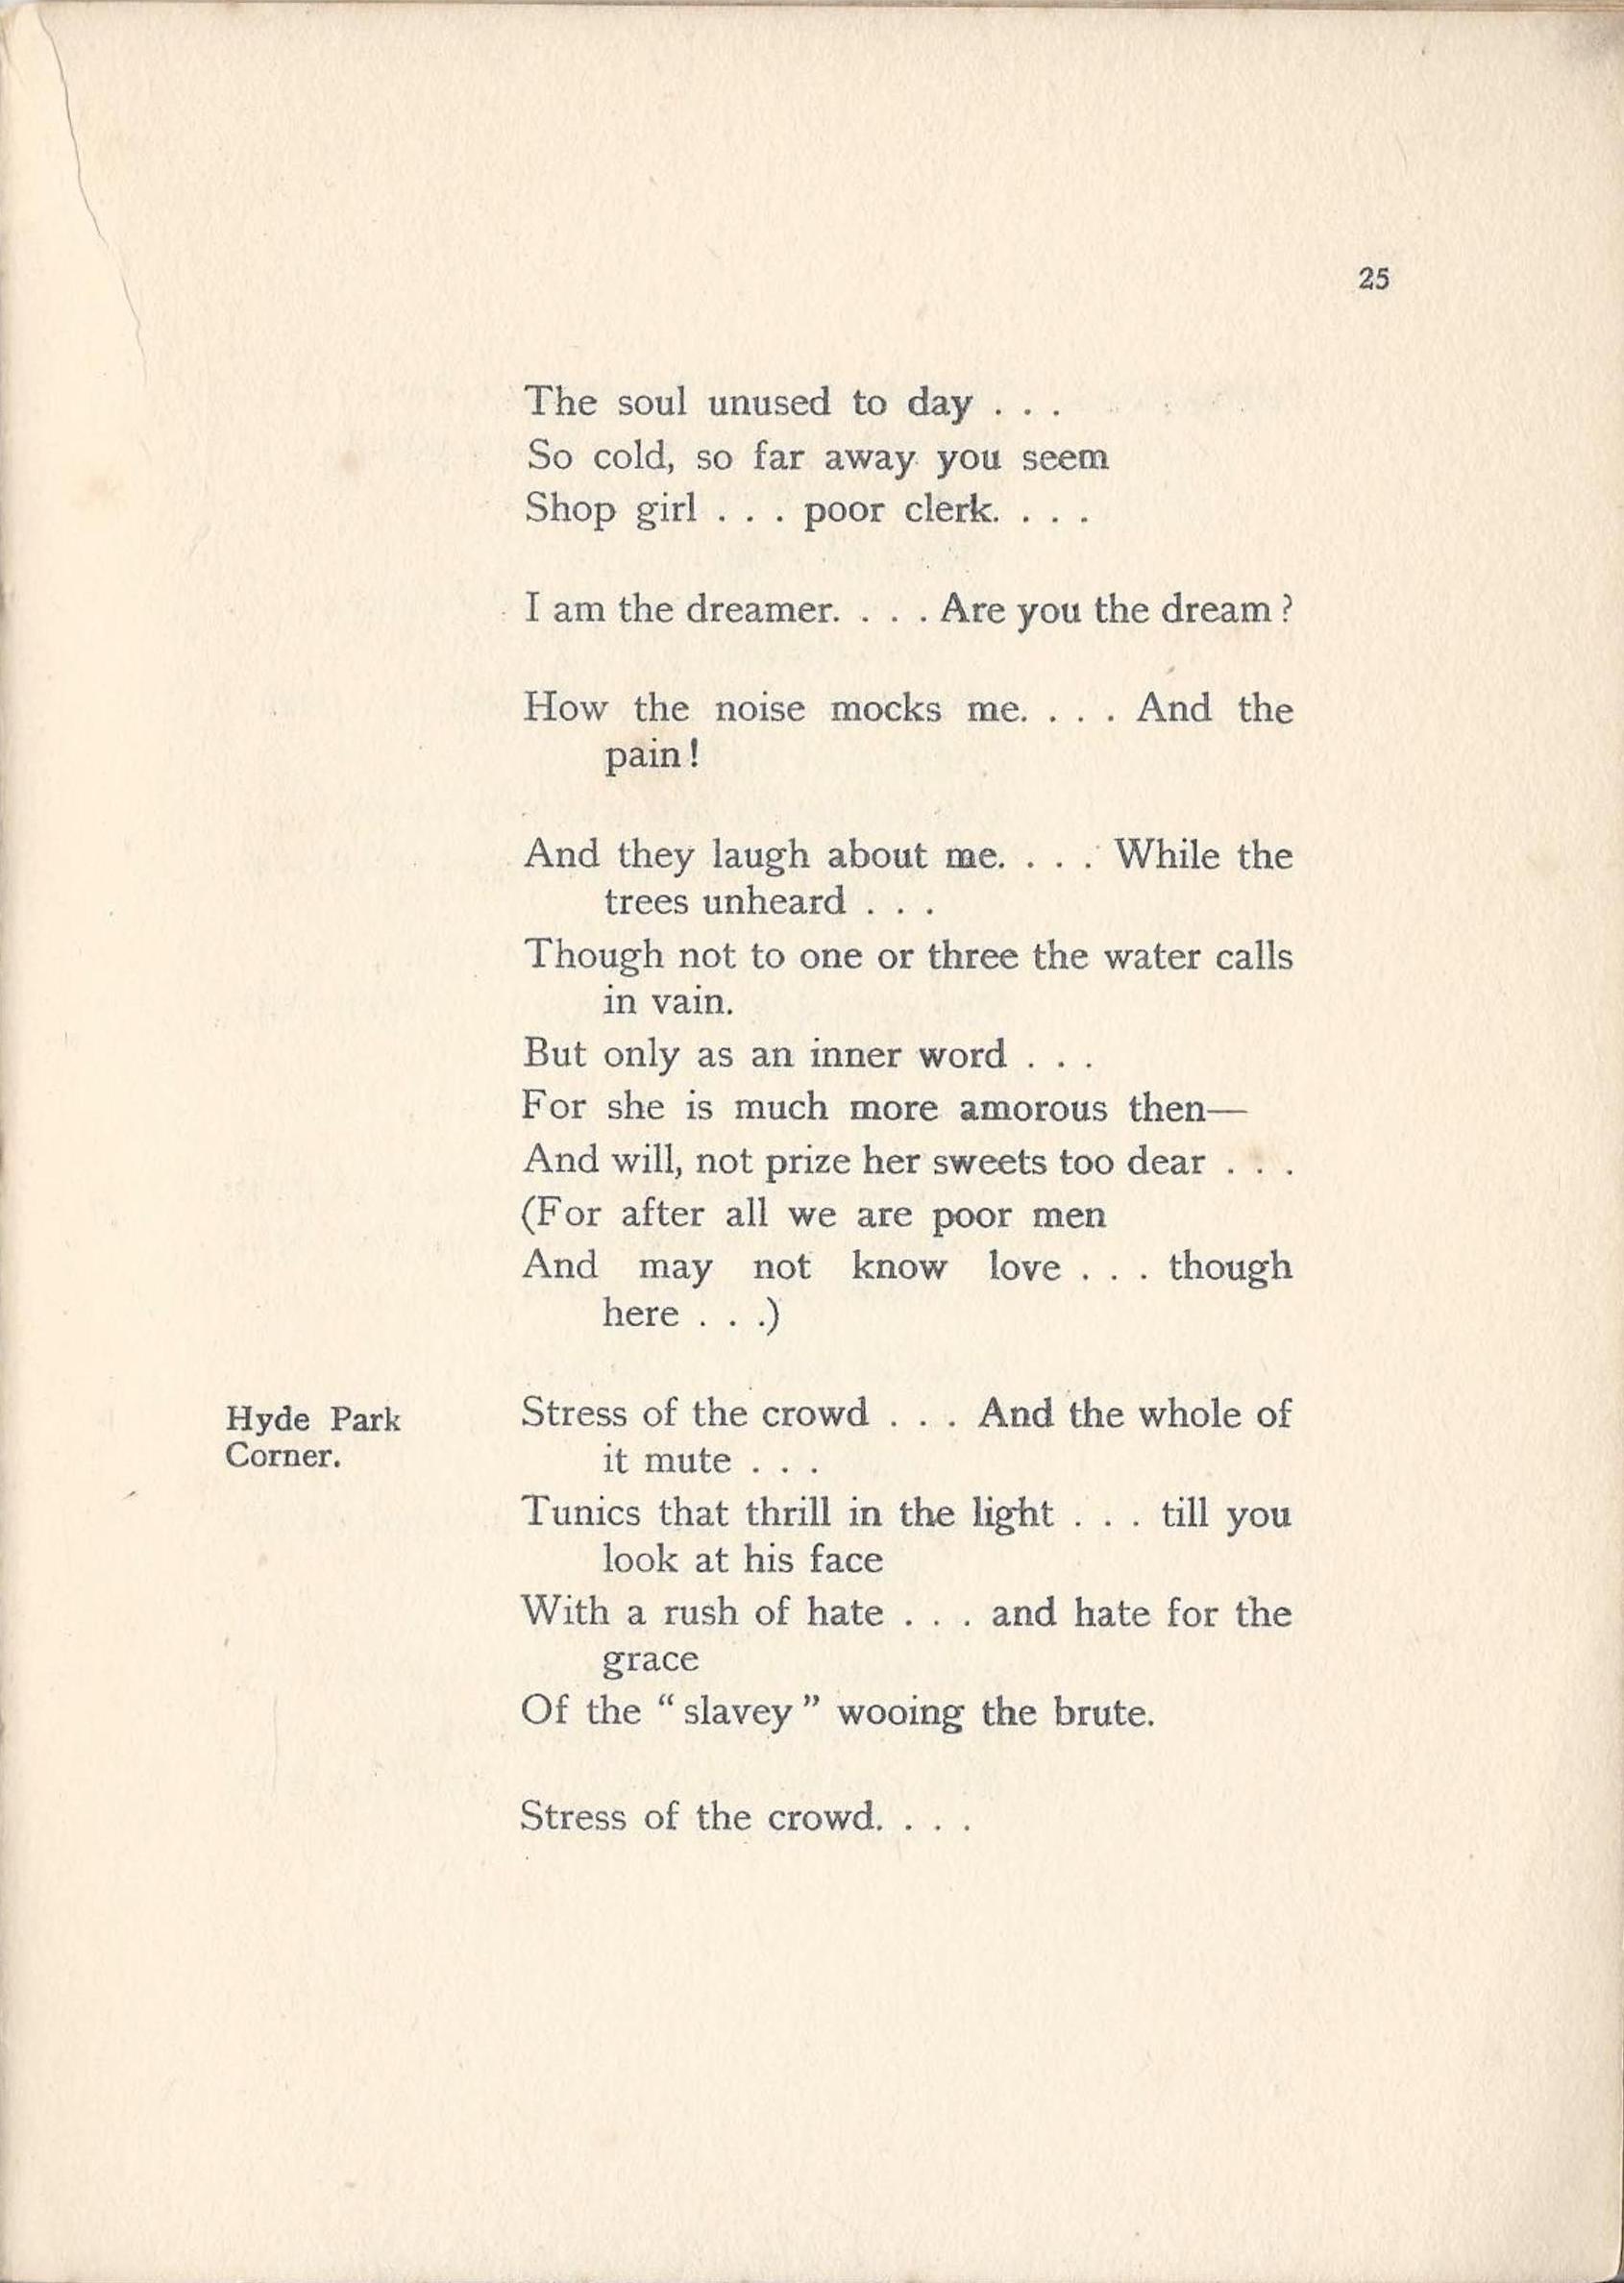 25
The soul unused to day . . .
So cold, so far away you seem
Shop girl . . . poor clerk. . . .
I am the dreamer. . . . Are you the dream ?
How the noise mocks me. . . . And the
pain !
And they laugh about me. . . . While the
trees unheard . . .
Though not to one or three the water calls
in vain.
But only as an inner word . . .
For she is much more amorous then—
And will, not prize her sweets too dear . . .
(For after all we are poor men
And may not know love . . . though
here . . .)
Hyde Park
Corner.
Stress of the crowd . . . And the whole of
it mute . . .
Tunics that thrill in the light . . . till you
look at his face
With a rush of hate . . . and hate for the
grace
Of the “ slavey ” wooing the brute.
Stress of the crowd. . . .